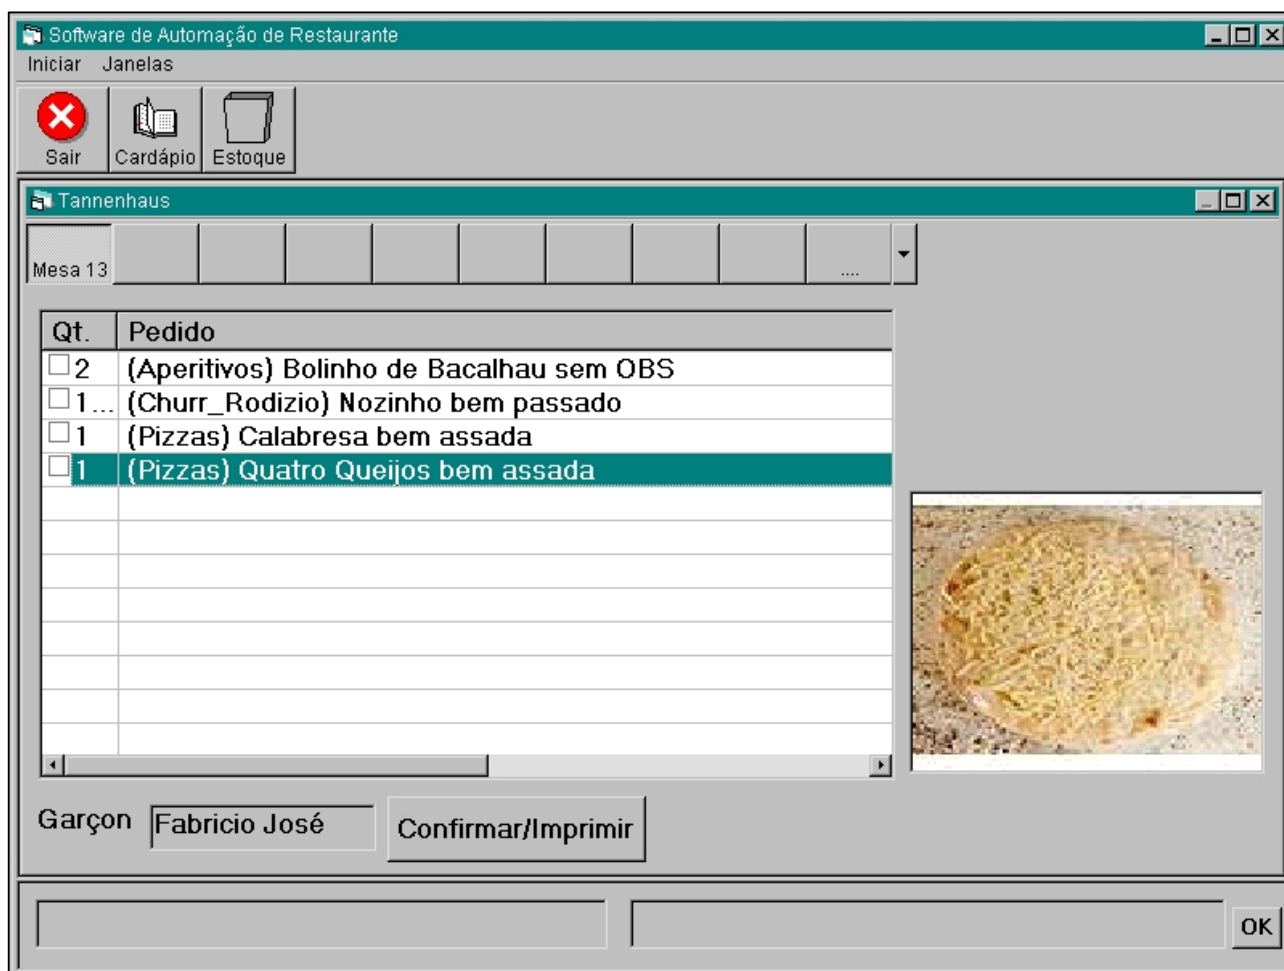 Software de Automação de Restaurante
Iniciar Janelas
Sair Cardápio Estoque
Tannenhaus
Mesa 13 ....
Qt. Pedido
2 (Aperitivos) Bolinho de Bacalhau sem OBS
1... (Churr_Rodizio) Nozinho bem passado
1 (Pizzas) Calabresa bem assada
1 (Pizzas) Quatro Queijos bem assada
Garçon Fabricio José Confirmar/Imprimir
OK